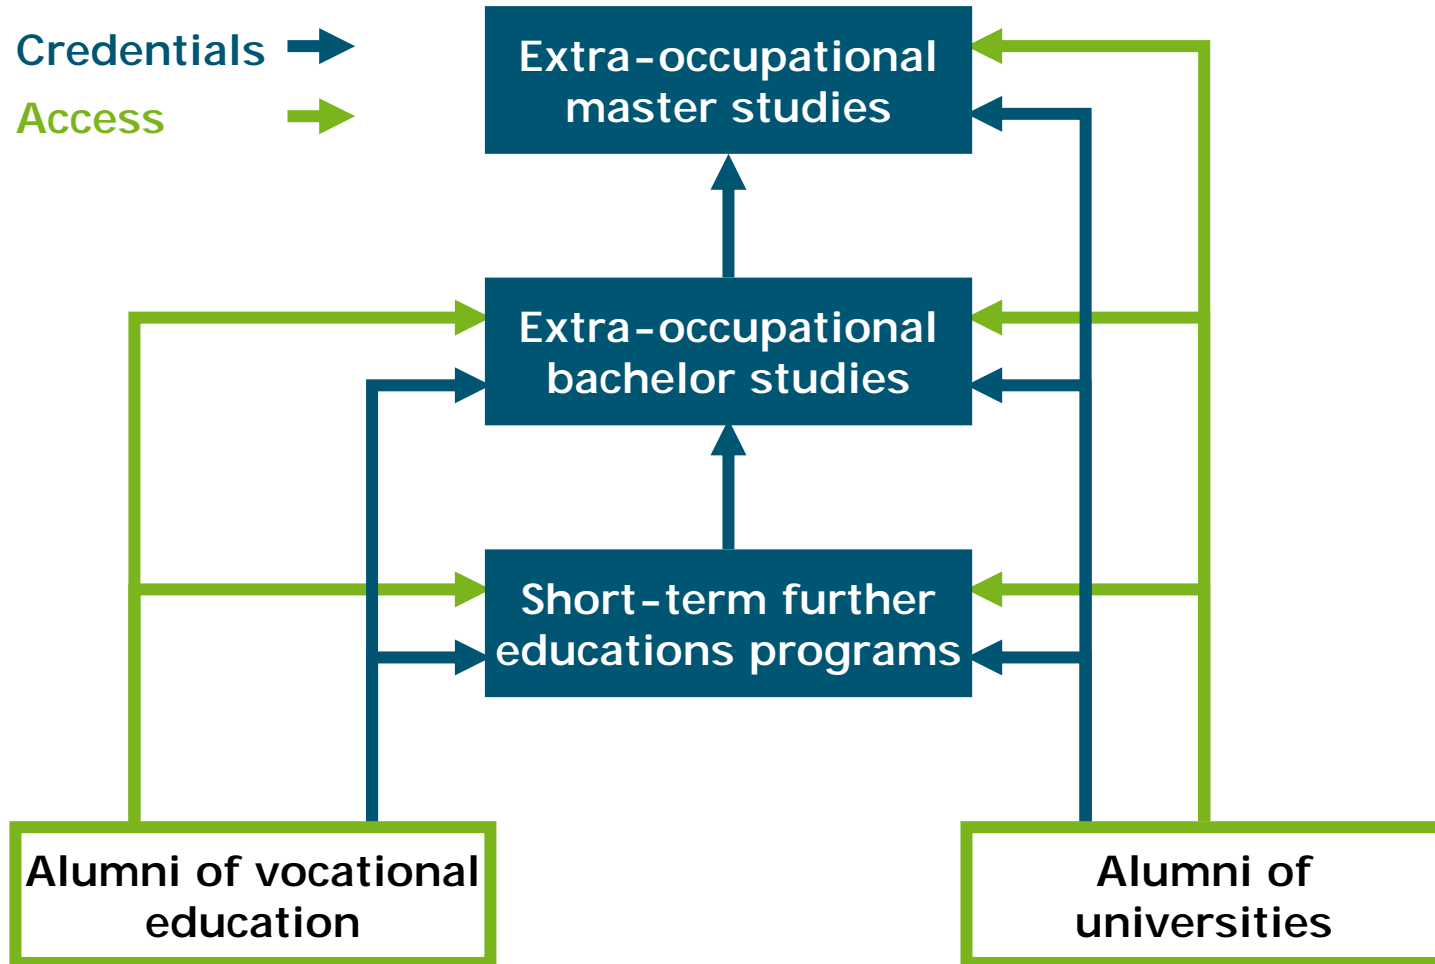 Credentials
Access
Extra-occupational
master studies
Extra-occupational
bachelor studies
Short-term further
educations programs
Alumni of vocational
education
Alumni of
universities